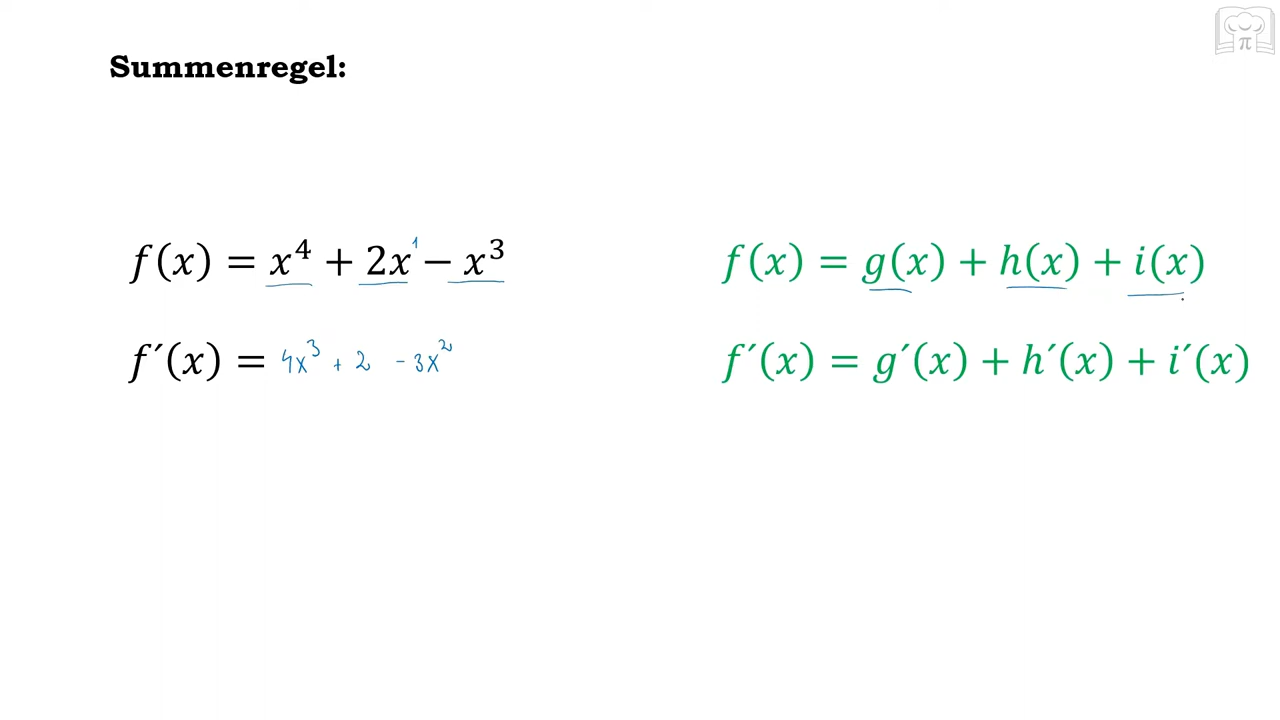 Summenregel:
f(x) = x⁴ + 2x¹ − x³
f´(x) = 4x³ + 2 − 3x²
f(x) = g(x) + h(x) + i(x)
f´(x) = g´(x) + h´(x) + i´(x)
π